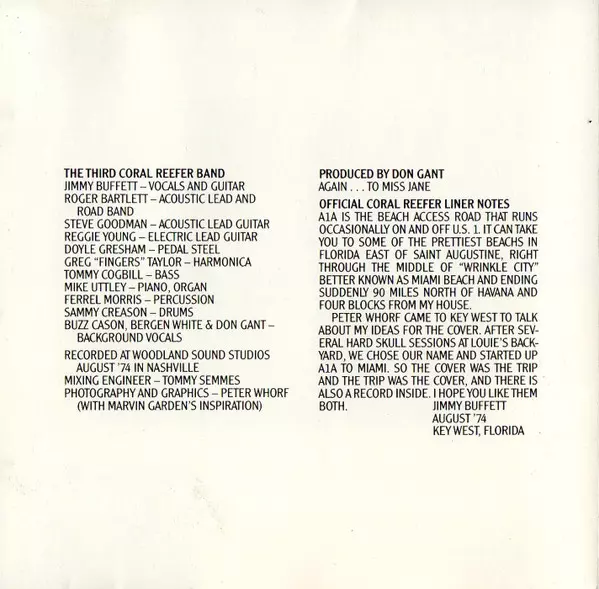 THE THIRD CORAL REEFER BAND
JIMMY BUFFETT – VOCALS AND GUITAR
ROGER BARTLETT – ACOUSTIC LEAD AND
ROAD BAND
STEVE GOODMAN – ACOUSTIC LEAD GUITAR
REGGIE YOUNG – ELECTRIC LEAD GUITAR
DOYLE GRESHAM – PEDAL STEEL
GREG "FINGERS" TAYLOR – HARMONICA
TOMMY COGBILL – BASS
MIKE UTTLEY – PIANO, ORGAN
FERREL MORRIS – PERCUSSION
SAMMY CREASON – DRUMS
BUZZ CASON, BERGEN WHITE & DON GANT –
BACKGROUND VOCALS
RECORDED AT WOODLAND SOUND STUDIOS
AUGUST '74 IN NASHVILLE
MIXING ENGINEER – TOMMY SEMMES
PHOTOGRAPHY AND GRAPHICS – PETER WHORF
(WITH MARVIN GARDEN'S INSPIRATION)
PRODUCED BY DON GANT
AGAIN . . . TO MISS JANE
OFFICIAL CORAL REEFER LINER NOTES
A1A IS THE BEACH ACCESS ROAD THAT RUNS
OCCASIONALLY ON AND OFF U.S. 1. IT CAN TAKE
YOU TO SOME OF THE PRETTIEST BEACHS IN
FLORIDA EAST OF SAINT AUGUSTINE, RIGHT
THROUGH THE MIDDLE OF "WRINKLE CITY"
BETTER KNOWN AS MIAMI BEACH AND ENDING
SUDDENLY 90 MILES NORTH OF HAVANA AND
FOUR BLOCKS FROM MY HOUSE.
PETER WHORF CAME TO KEY WEST TO TALK
ABOUT MY IDEAS FOR THE COVER. AFTER SEV-
ERAL HARD SKULL SESSIONS AT LOUIE'S BACK-
YARD, WE CHOSE OUR NAME AND STARTED UP
A1A TO MIAMI. SO THE COVER WAS THE TRIP
AND THE TRIP WAS THE COVER, AND THERE IS
ALSO A RECORD INSIDE. I HOPE YOU LIKE THEM
BOTH.
JIMMY BUFFETT
AUGUST '74
KEY WEST, FLORIDA